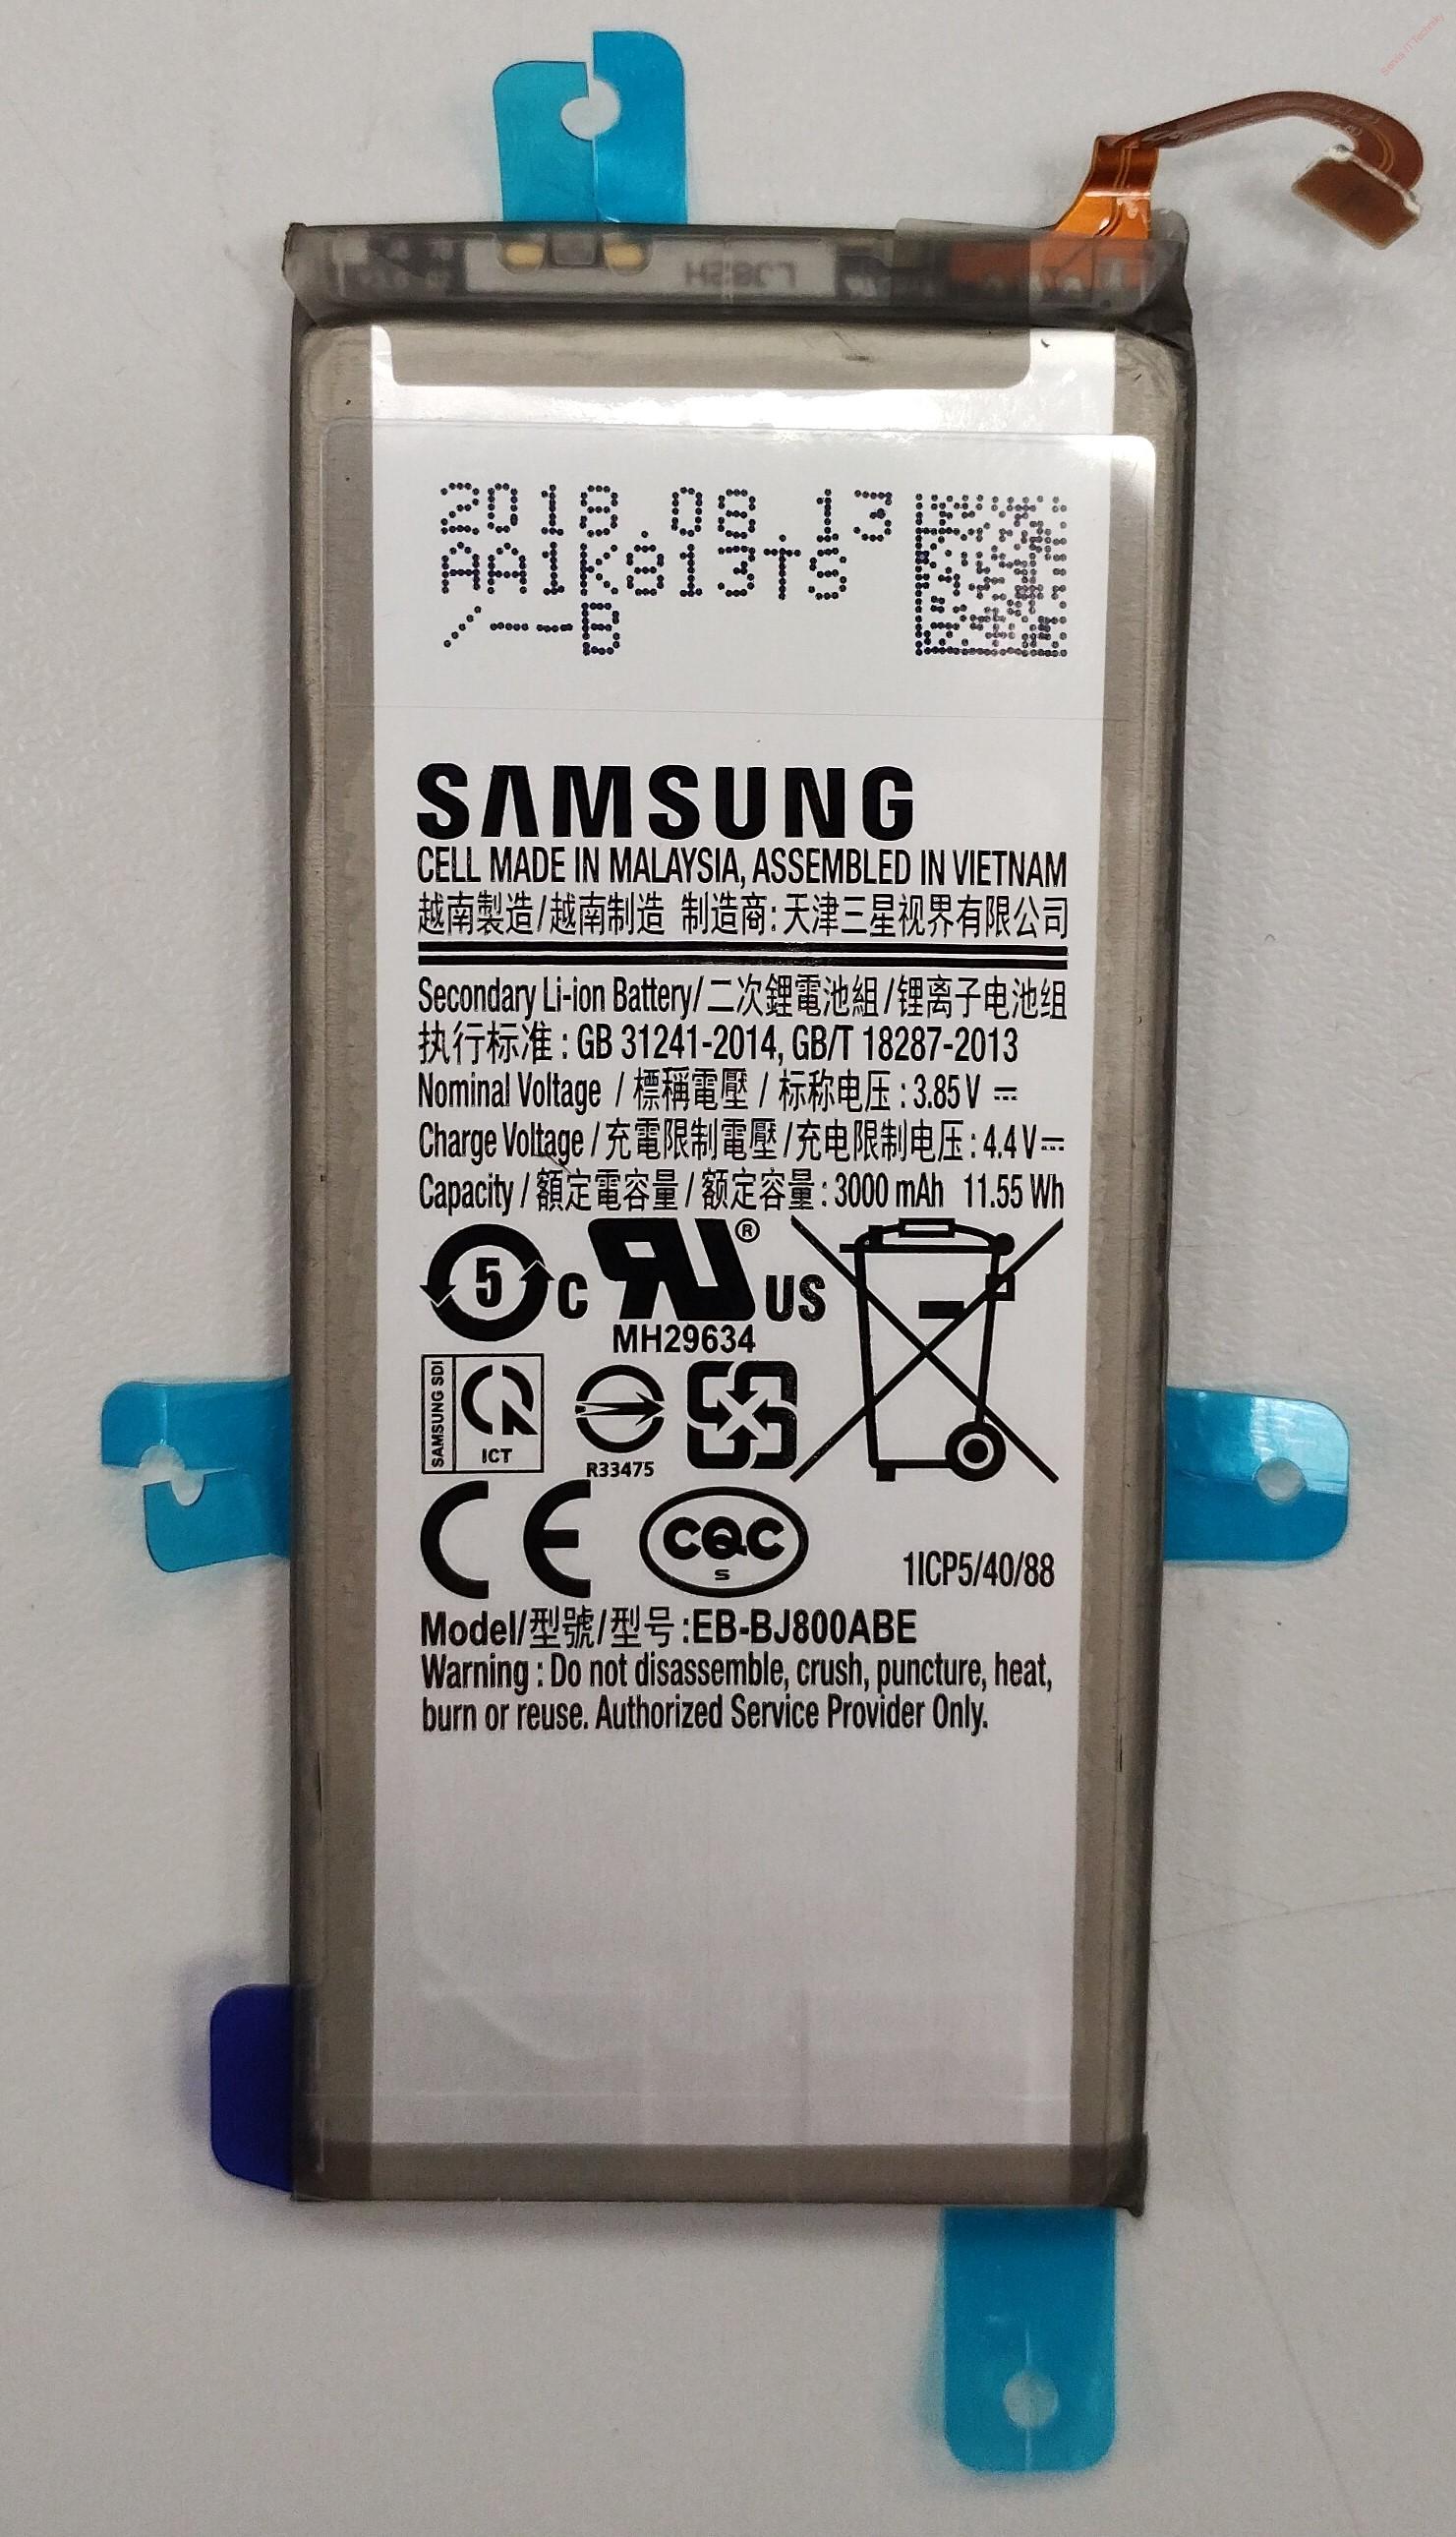 2018.08.13
AA1K813TS
/--B
SAMSUNG
CELL MADE IN MALAYSIA, ASSEMBLED IN VIETNAM
越南製造/越南制造 制造商:天津三星视界有限公司
Secondary Li-ion Battery/二次鋰電池組/锂离子电池组
执行标准:GB 31241-2014, GB/T 18287-2013
Nominal Voltage / 標稱電壓 / 标称电压:3.85V ⎓
Charge Voltage / 充電限制電壓 /充电限制电压:4.4V⎓
Capacity / 額定電容量 / 额定容量:3000 mAh 11.55 Wh
5 C RU ® US
MH29634
SAMSUNG SDI
ICT
R33475
CE CQC
S
1ICP5/40/88
Model/型號/型号:EB-BJ800ABE
Warning : Do not disassemble, crush, puncture, heat,
burn or reuse. Authorized Service Provider Only.